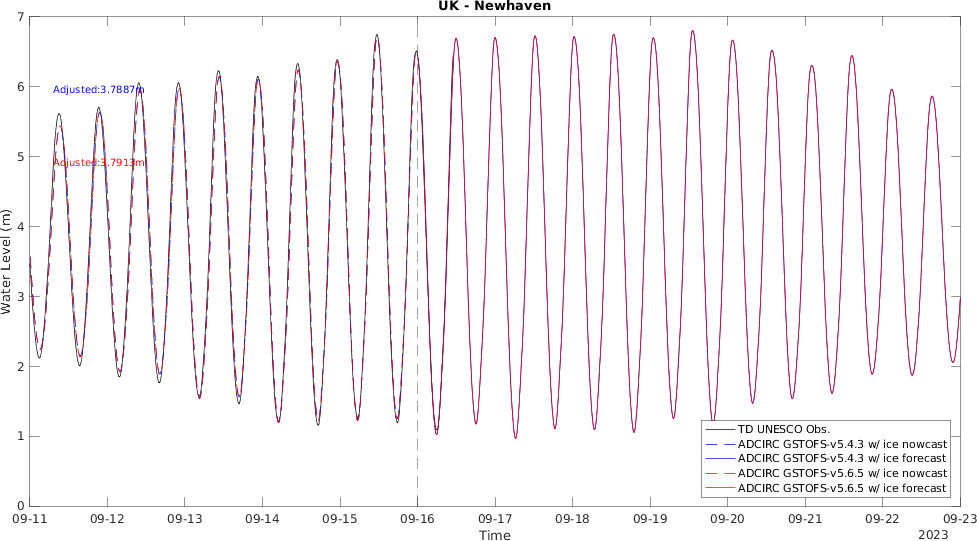 UK - Newhaven
7
6
5
4
3
2
1
0
Water Level (m)
Adjusted:3.7887m
Adjusted:3.7913m
TD UNESCO Obs.
ADCIRC GSTOFS-v5.4.3 w/ ice nowcast
ADCIRC GSTOFS-v5.4.3 w/ ice forecast
ADCIRC GSTOFS-v5.6.5 w/ ice nowcast
ADCIRC GSTOFS-v5.6.5 w/ ice forecast
09-11 09-12 09-13 09-14 09-15 09-16 09-17 09-18 09-19 09-20 09-21 09-22 09-23
Time
2023